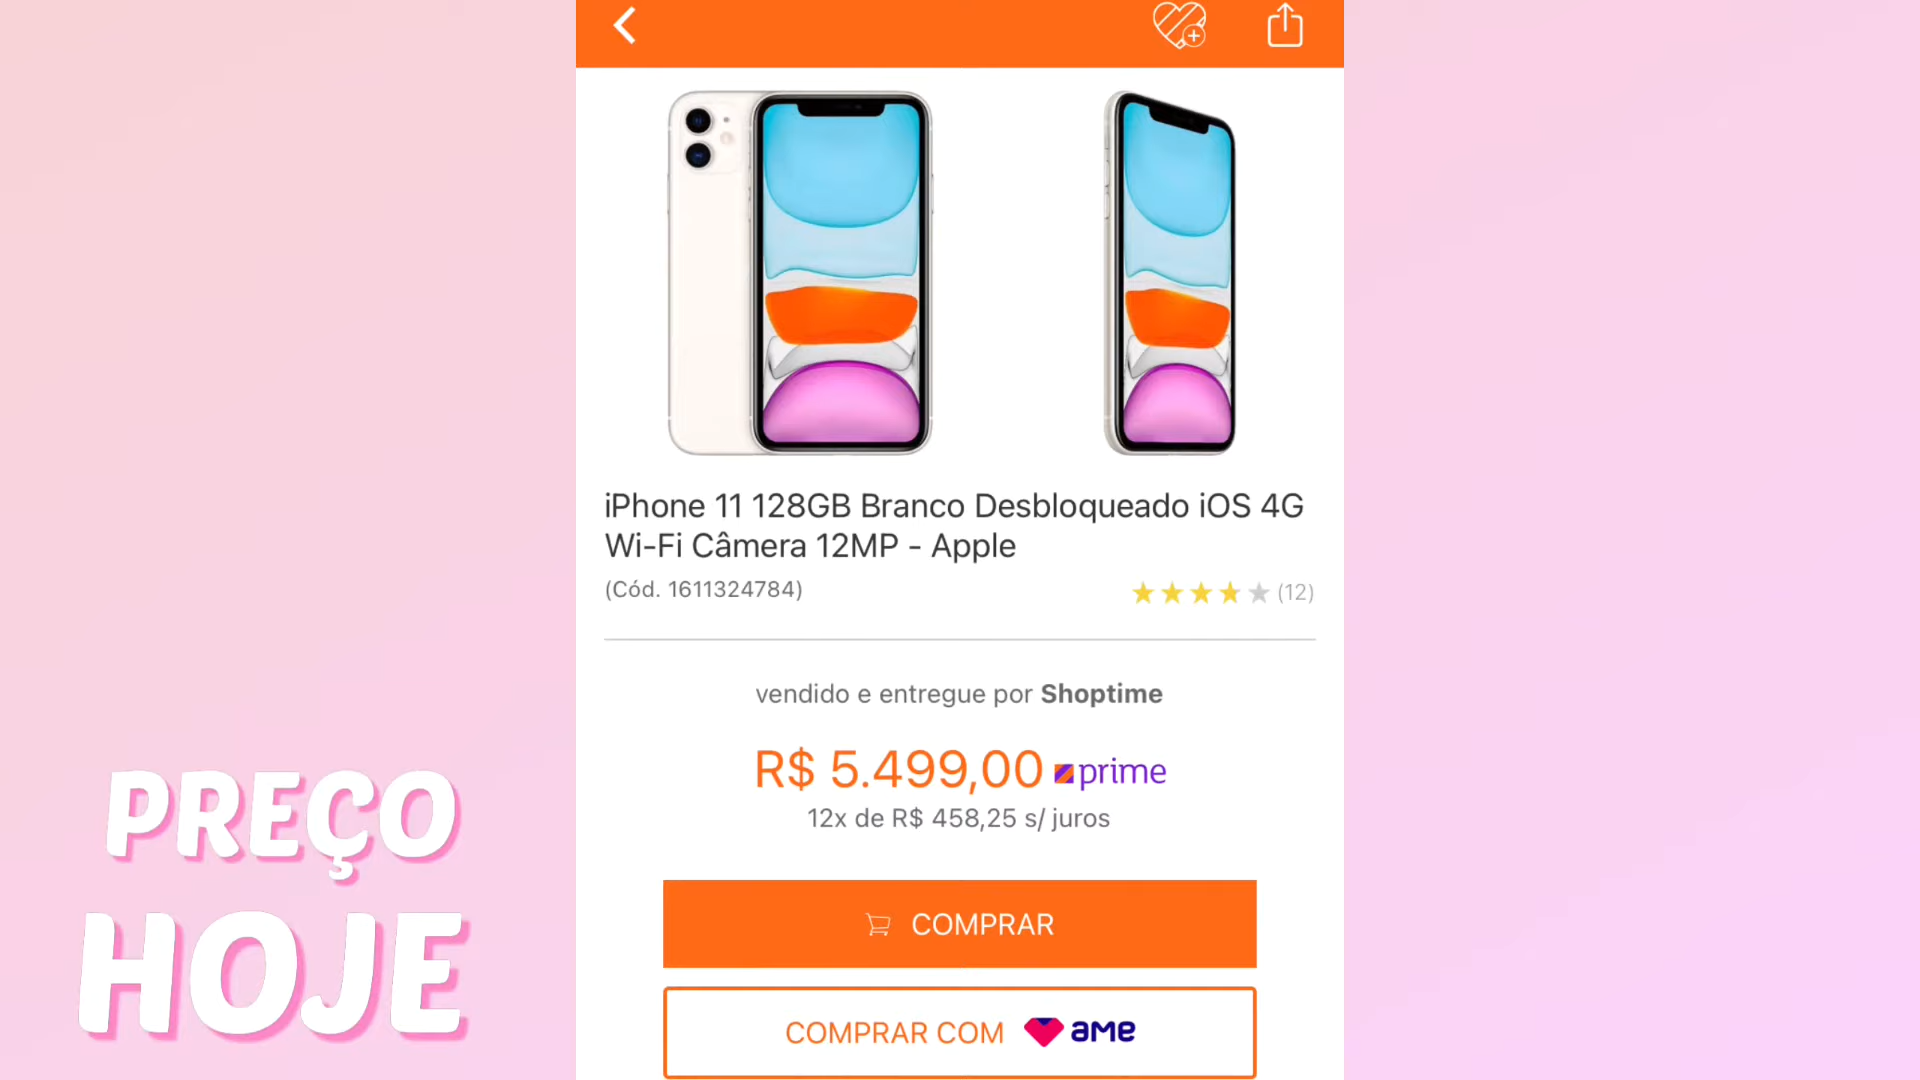 iPhone 11 128GB Branco Desbloqueado iOS 4G
Wi-Fi Câmera 12MP - Apple
(Cód. 1611324784)
(12)
vendido e entregue por Shoptime
R$ 5.499,00 prime
12x de R$ 458,25 s/ juros
COMPRAR
COMPRAR COM ame
PREÇO
HOJE